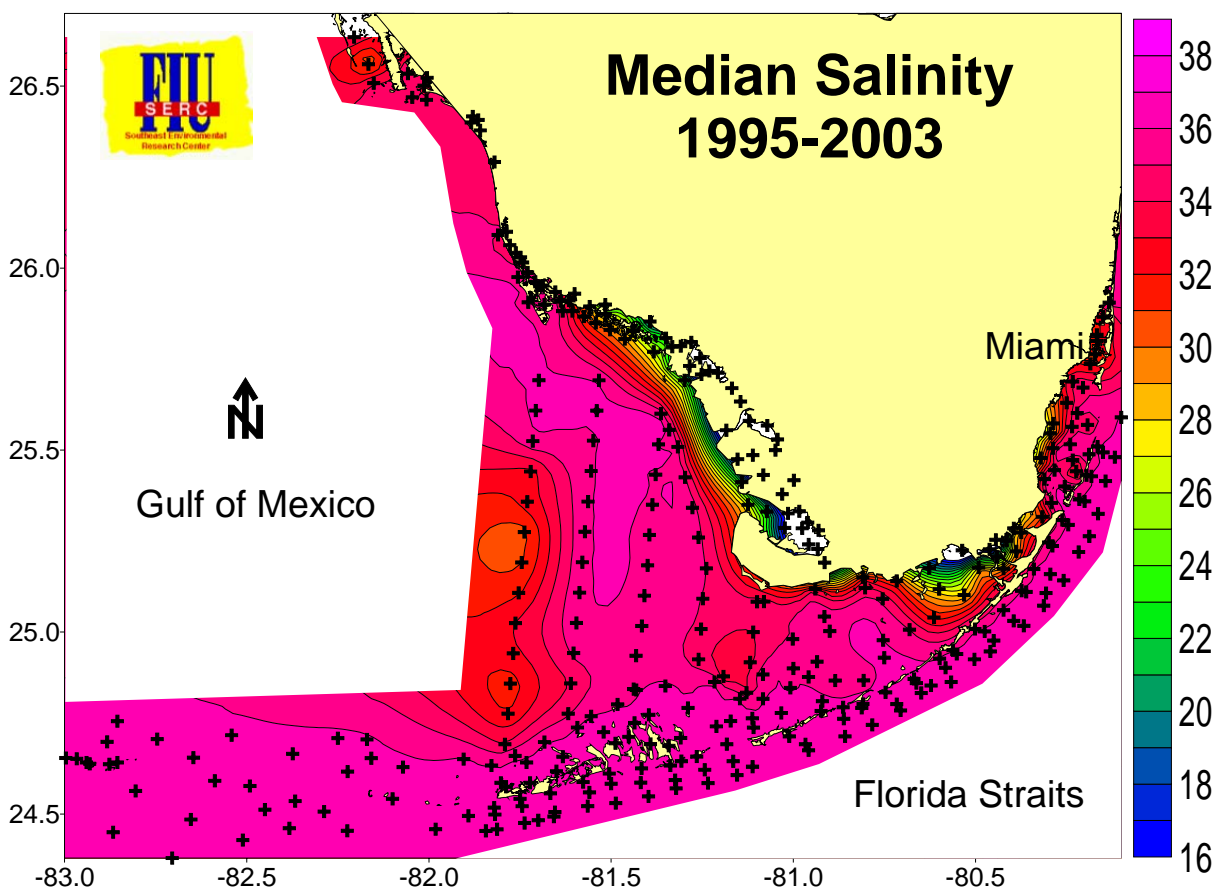 Median Salinity
1995-2003
FIU
SERC
Southeast Environmental
Research Center
Miami
N
Gulf of Mexico
Florida Straits
26.5
26.0
25.5
25.0
24.5
-83.0
-82.5
-82.0
-81.5
-81.0
-80.5
38
36
34
32
30
28
26
24
22
20
18
16